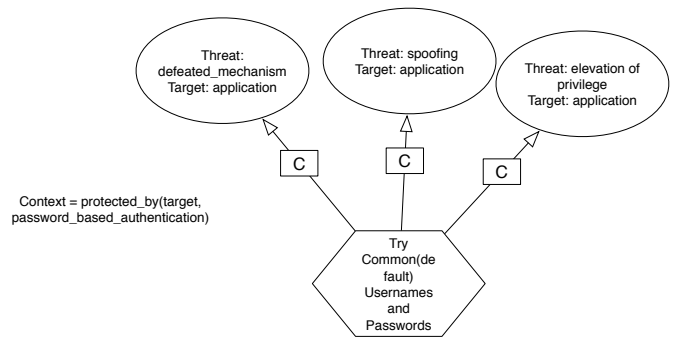 Threat:
defeated_mechanism
Target: application
Threat: spoofing
Target: application
Threat: elevation of
privilege
Target: application
C
C
C
Context = protected_by(target,
password_based_authentication)
Try
Common(de
fault)
Usernames
and
Passwords